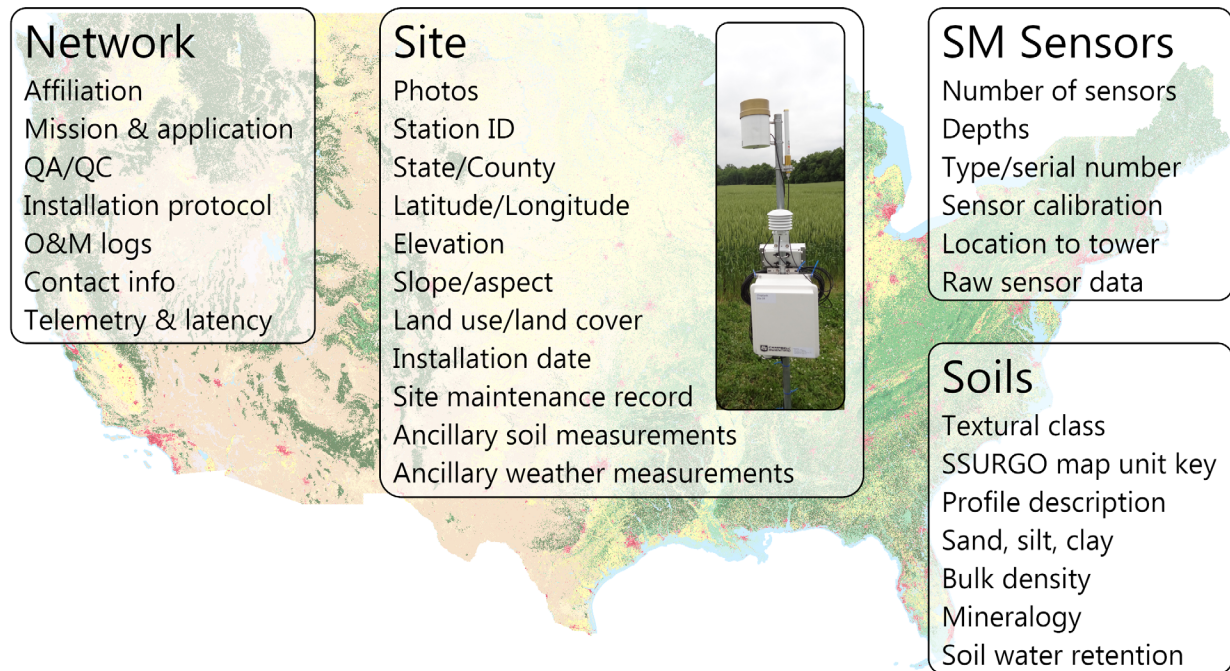 Network
Affiliation
Mission & application
QA/QC
Installation protocol
O&M logs
Contact info
Telemetry & latency
Site
Photos
Station ID
State/County
Latitude/Longitude
Elevation
Slope/aspect
Land use/land cover
Installation date
Site maintenance record
Ancillary soil measurements
Ancillary weather measurements
SM Sensors
Number of sensors
Depths
Type/serial number
Sensor calibration
Location to tower
Raw sensor data
Soils
Textural class
SSURGO map unit key
Profile description
Sand, silt, clay
Bulk density
Mineralogy
Soil water retention